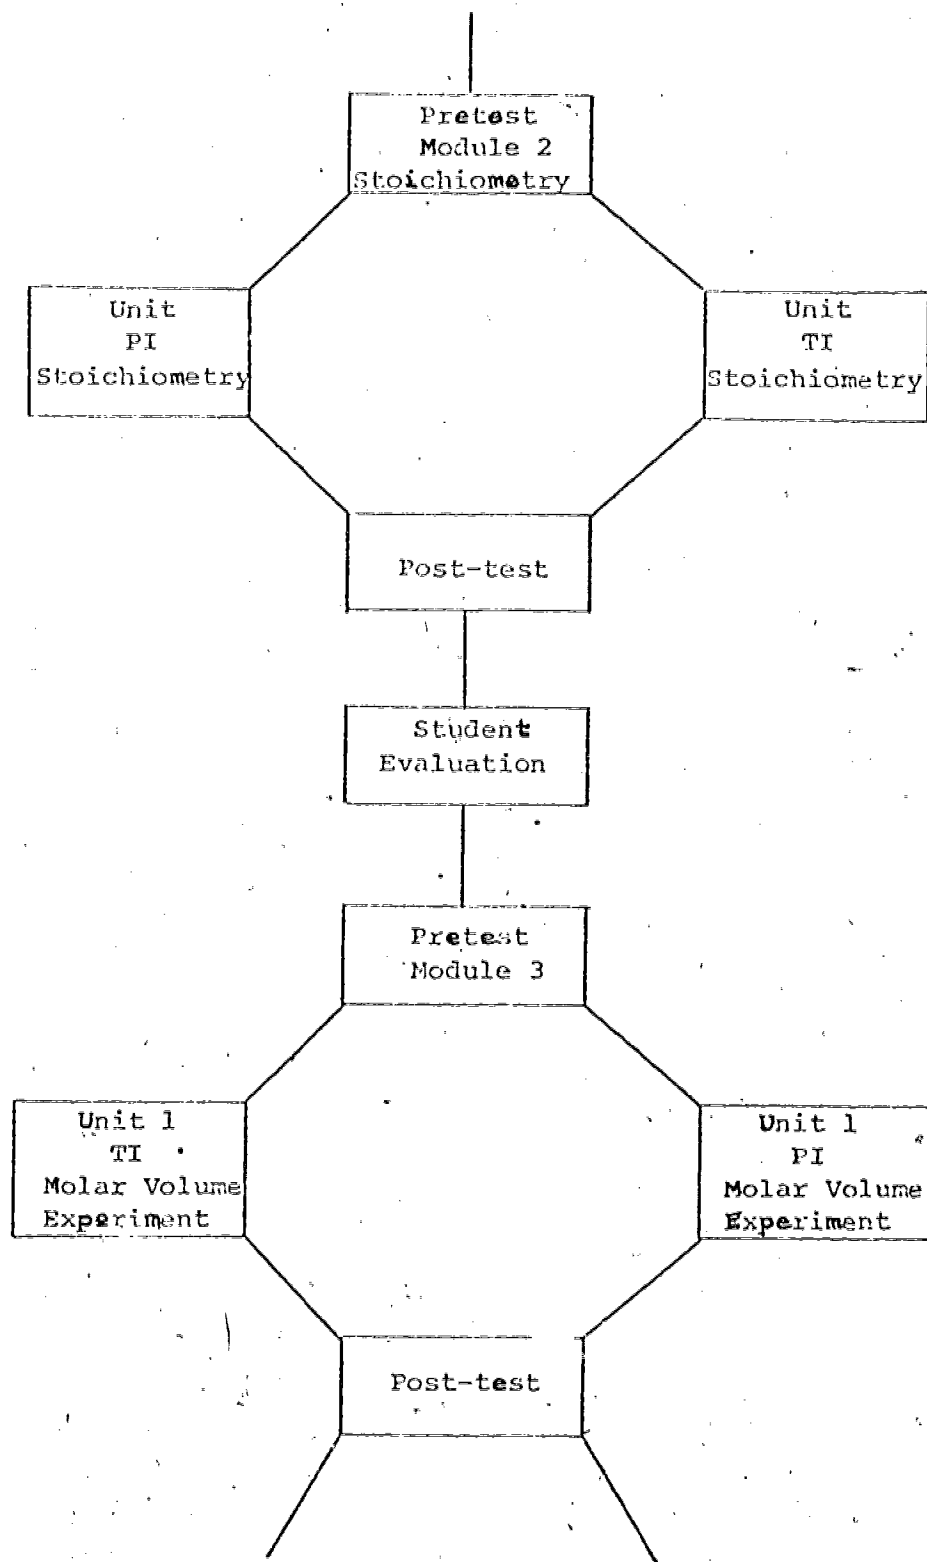 Pretest
Module 2
Stoichiometry
Unit
PI
Stoichiometry
Unit
TI
Stoichiometry
Post-test
Student
Evaluation
Pretest
Module 3
Unit 1
TI
Molar Volume
Experiment
Unit 1
PI
Molar Volume
Experiment
Post-test